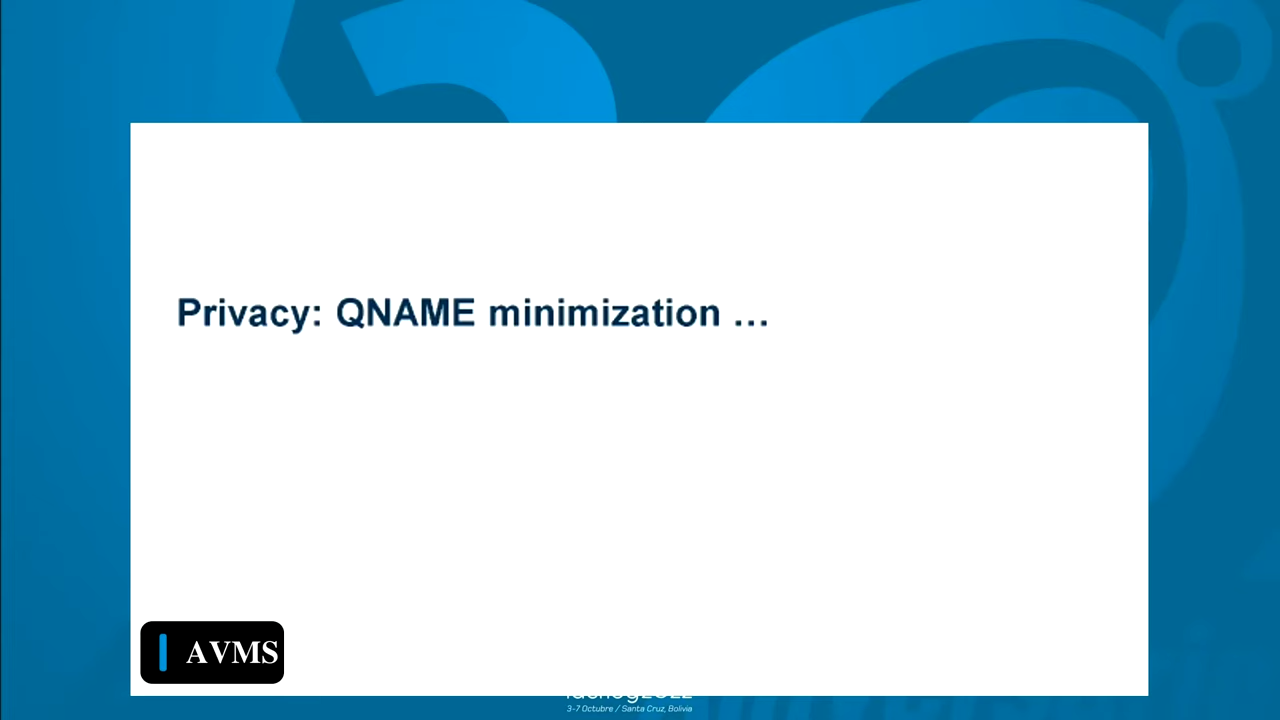 Privacy: QNAME minimization …
AVMS
3-7 Octubre / Santa Cruz, Bolivia